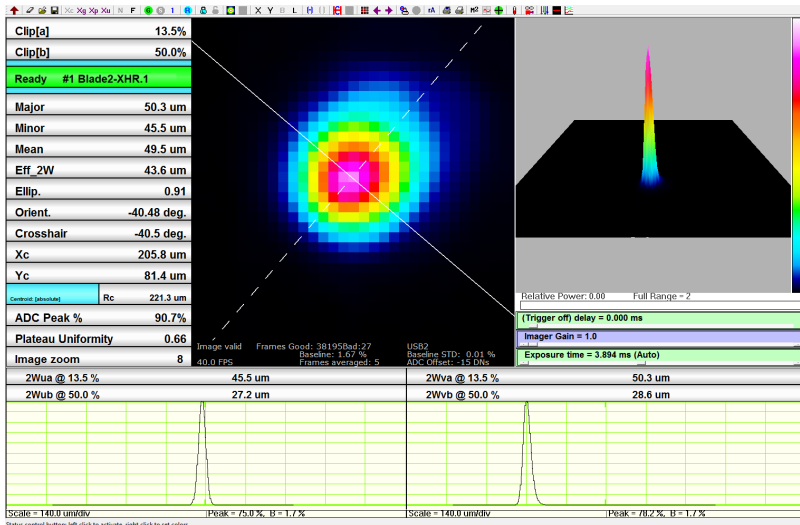 Xc Xg Xp Xu N F G S 1 R X Y B L rA M2
Clip[a] 13.5%
Clip[b] 50.0%
Ready #1 Blade2-XHR.1
Major 50.3 um
Minor 45.5 um
Mean 49.5 um
Eff_2W 43.6 um
Ellip. 0.91
Orient. -40.48 deg.
Crosshair -40.5 deg.
Xc 205.8 um
Yc 81.4 um
Centroid: [absolute] Rc 221.3 um
ADC Peak % 90.7%
Plateau Uniformity 0.66
Image zoom 8
Image valid Frames Good: 38195Bad:27 USB2
Baseline: 1.67 % Baseline STD: 0.01 %
40.0 FPS Frames averaged: 5 ADC Offset: -15 DNs
Relative Power: 0.00 Full Range = 2
(Trigger off) delay = 0.000 ms
Imager Gain = 1.0
Exposure time = 3.894 ms (Auto)
2Wua @ 13.5 % 45.5 um 2Wva @ 13.5 % 50.3 um
2Wub @ 50.0 % 27.2 um 2Wvb @ 50.0 % 28.6 um
Scale = 140.0 um/div Peak = 75.0 %, B = 1.7 % Scale = 140.0 um/div Peak = 78.2 %, B = 1.7 %